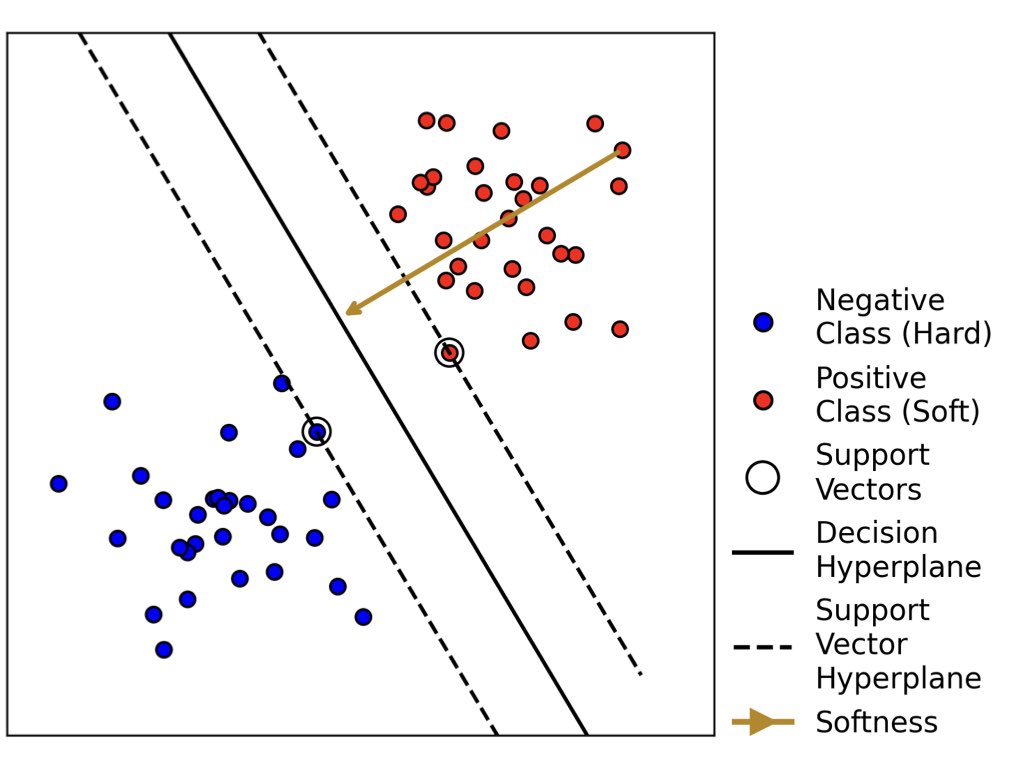 Negative
Class (Hard)
Positive
Class (Soft)
Support
Vectors
Decision
Hyperplane
Support
Vector
Hyperplane
Softness